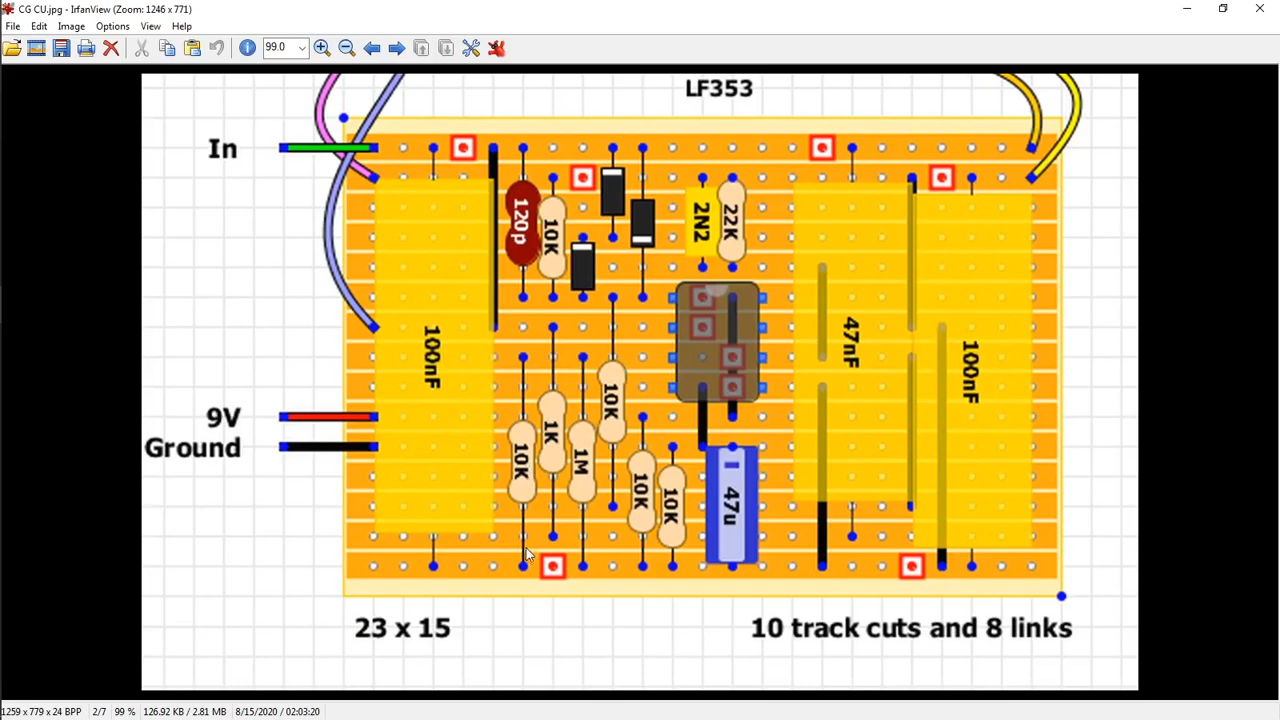 CG CU.jpg - IrfanView (Zoom: 1246 x 771)
File Edit Image Options View Help
99.0
LF353
In
120p
10K
2N2
22K
100nF
47nF
100nF
10K
1K
1M
10K
10K
10K
47u
9V
Ground
23 x 15
10 track cuts and 8 links
1259 x 779 x 24 BPP 2/7 99 % 126.92 KB / 2.81 MB 8/15/2020 / 02:03:20